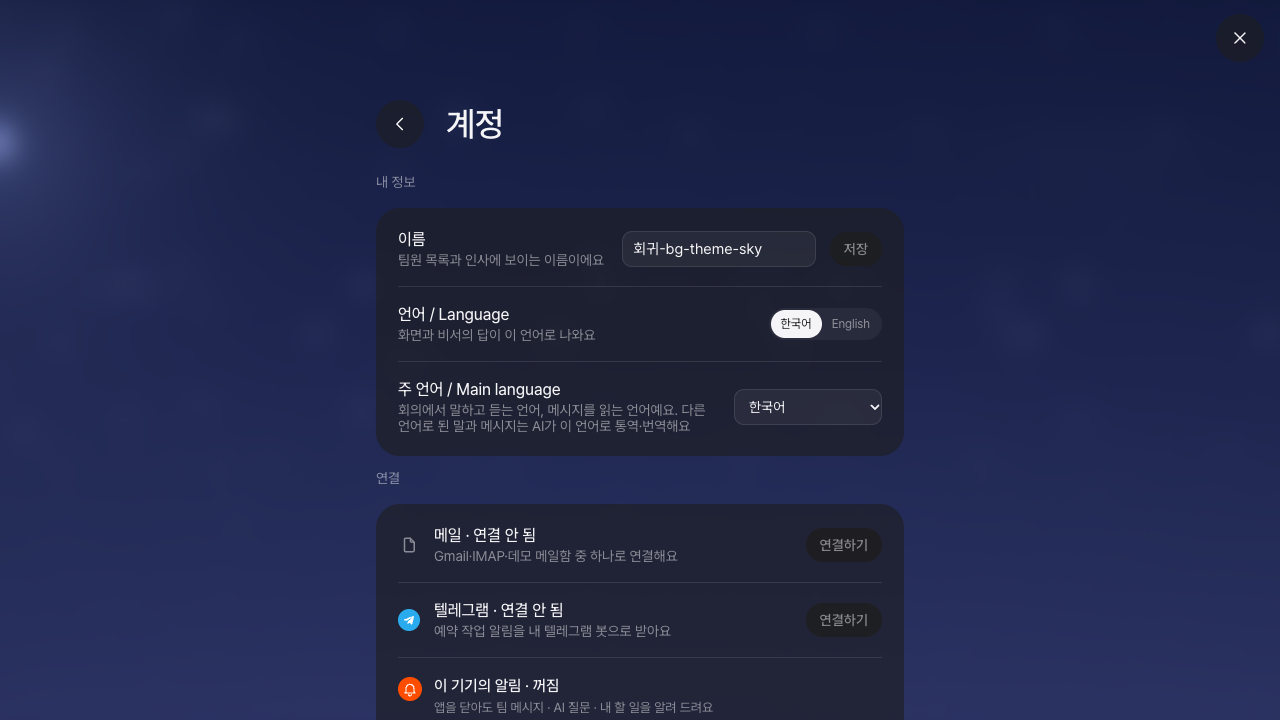 계정
내 정보
이름
팀원 목록과 인사에 보이는 이름이에요
회귀-bg-theme-sky
저장
언어 / Language
화면과 비서의 답이 이 언어로 나와요
한국어
English
주 언어 / Main language
회의에서 말하고 듣는 언어, 메시지를 읽는 언어예요. 다른
언어로 된 말과 메시지는 AI가 이 언어로 통역·번역해요
한국어
연결
메일 · 연결 안 됨
Gmail·IMAP·데모 메일함 중 하나로 연결해요
연결하기
텔레그램 · 연결 안 됨
예약 작업 알림을 내 텔레그램 봇으로 받아요
연결하기
이 기기의 알림 · 꺼짐
앱을 닫아도 팀 메시지 · AI 질문 · 내 할 일을 알려 드려요